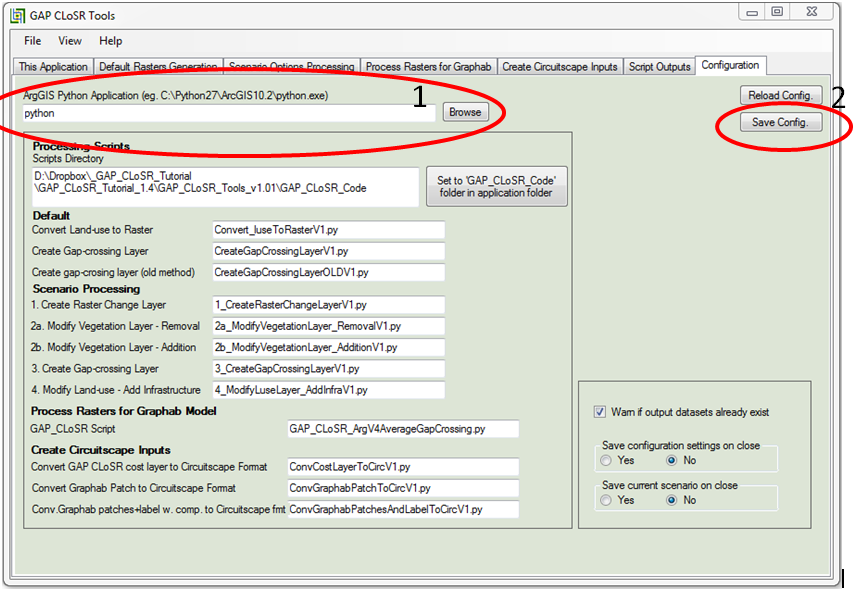 GAP CLoSR Tools
File View Help
This Application Default Rasters Generation Scenario Options Processing Process Rasters for Graphab Create Circuitscape Inputs Script Outputs Configuration
ArgGIS Python Application (eg. C:\Python27\ArcGIS10.2\python.exe) 1
python Browse
Reload Config. 2
Save Config.
Processing Scripts
Scripts Directory
D:\Dropbox\_GAP_CLoSR_Tutorial
\GAP_CLoSR_Tutorial_1.4\GAP_CLoSR_Tools_v1.01\GAP_CLoSR_Code
Set to 'GAP_CLoSR_Code'
folder in application folder
Default
Convert Land-use to Raster Convert_luseToRasterV1.py
Create Gap-crossing Layer CreateGapCrossingLayerV1.py
Create gap-crosing layer (old method) CreateGapCrossingLayerOLDV1.py
Scenario Processing
1. Create Raster Change Layer 1_CreateRasterChangeLayerV1.py
2a. Modify Vegetation Layer - Removal 2a_ModifyVegetationLayer_RemovalV1.py
2b. Modify Vegetation Layer - Addition 2b_ModifyVegetationLayer_AdditionV1.py
3. Create Gap-crossing Layer 3_CreateGapCrossingLayerV1.py
4. Modify Land-use - Add Infrastructure 4_ModifyLuseLayer_AddInfraV1.py
Process Rasters for Graphab Model
GAP_CLoSR Script GAP_CLoSR_ArgV4AverageGapCrossing.py
Create Circuitscape Inputs
Convert GAP CLoSR cost layer to Circuitscape Format ConvCostLayerToCircV1.py
Convert Graphab Patch to Circuitscape Format ConvGraphabPatchToCircV1.py
Conv.Graphab patches+label w. comp. to Circuitscape fmt ConvGraphabPatchesAndLabelToCircV1.py
Warn if output datasets already exist
Save configuration settings on close
Yes No
Save current scenario on close
Yes No